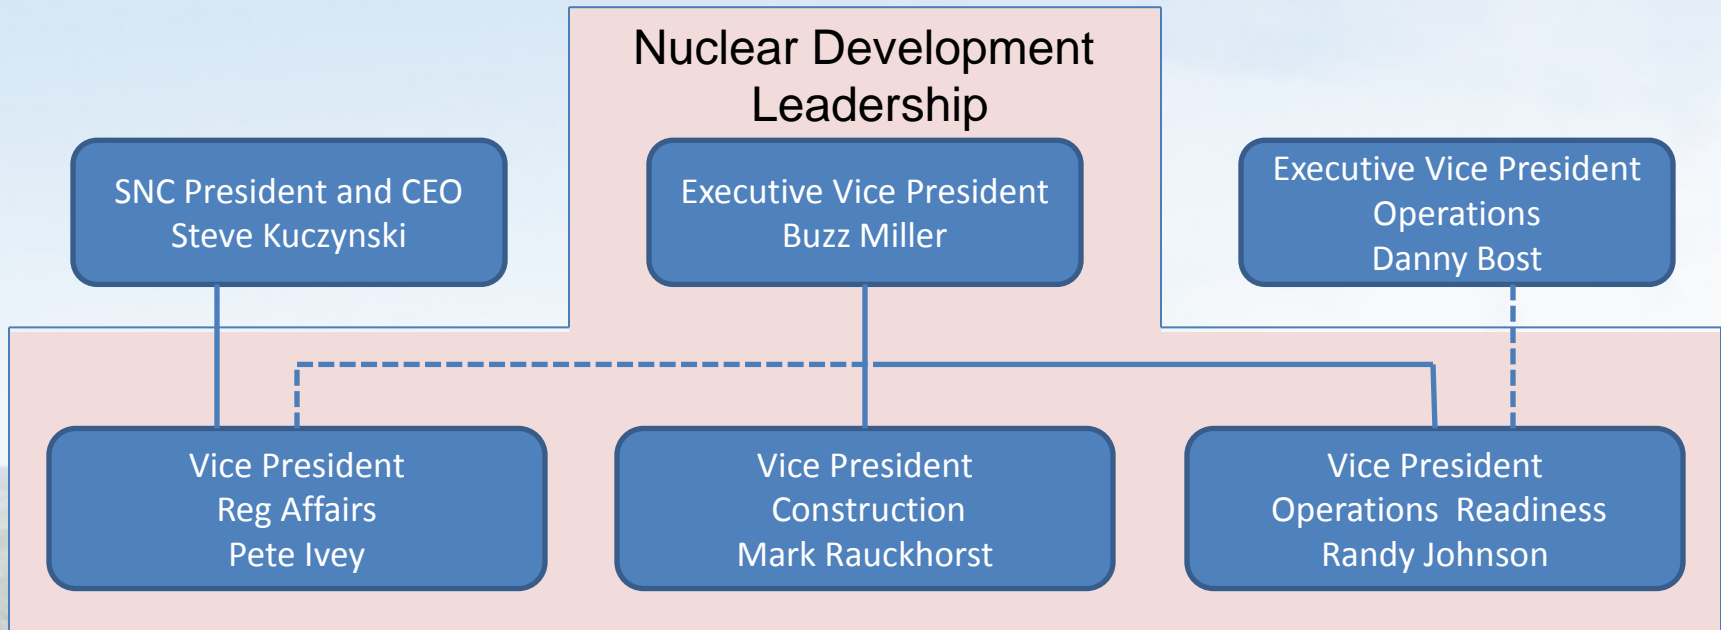 Nuclear Development
Leadership
SNC President and CEO
Steve Kuczynski
Executive Vice President
Buzz Miller
Executive Vice President
Operations
Danny Bost
Vice President
Reg Affairs
Pete Ivey
Vice President
Construction
Mark Rauckhorst
Vice President
Operations  Readiness
Randy Johnson